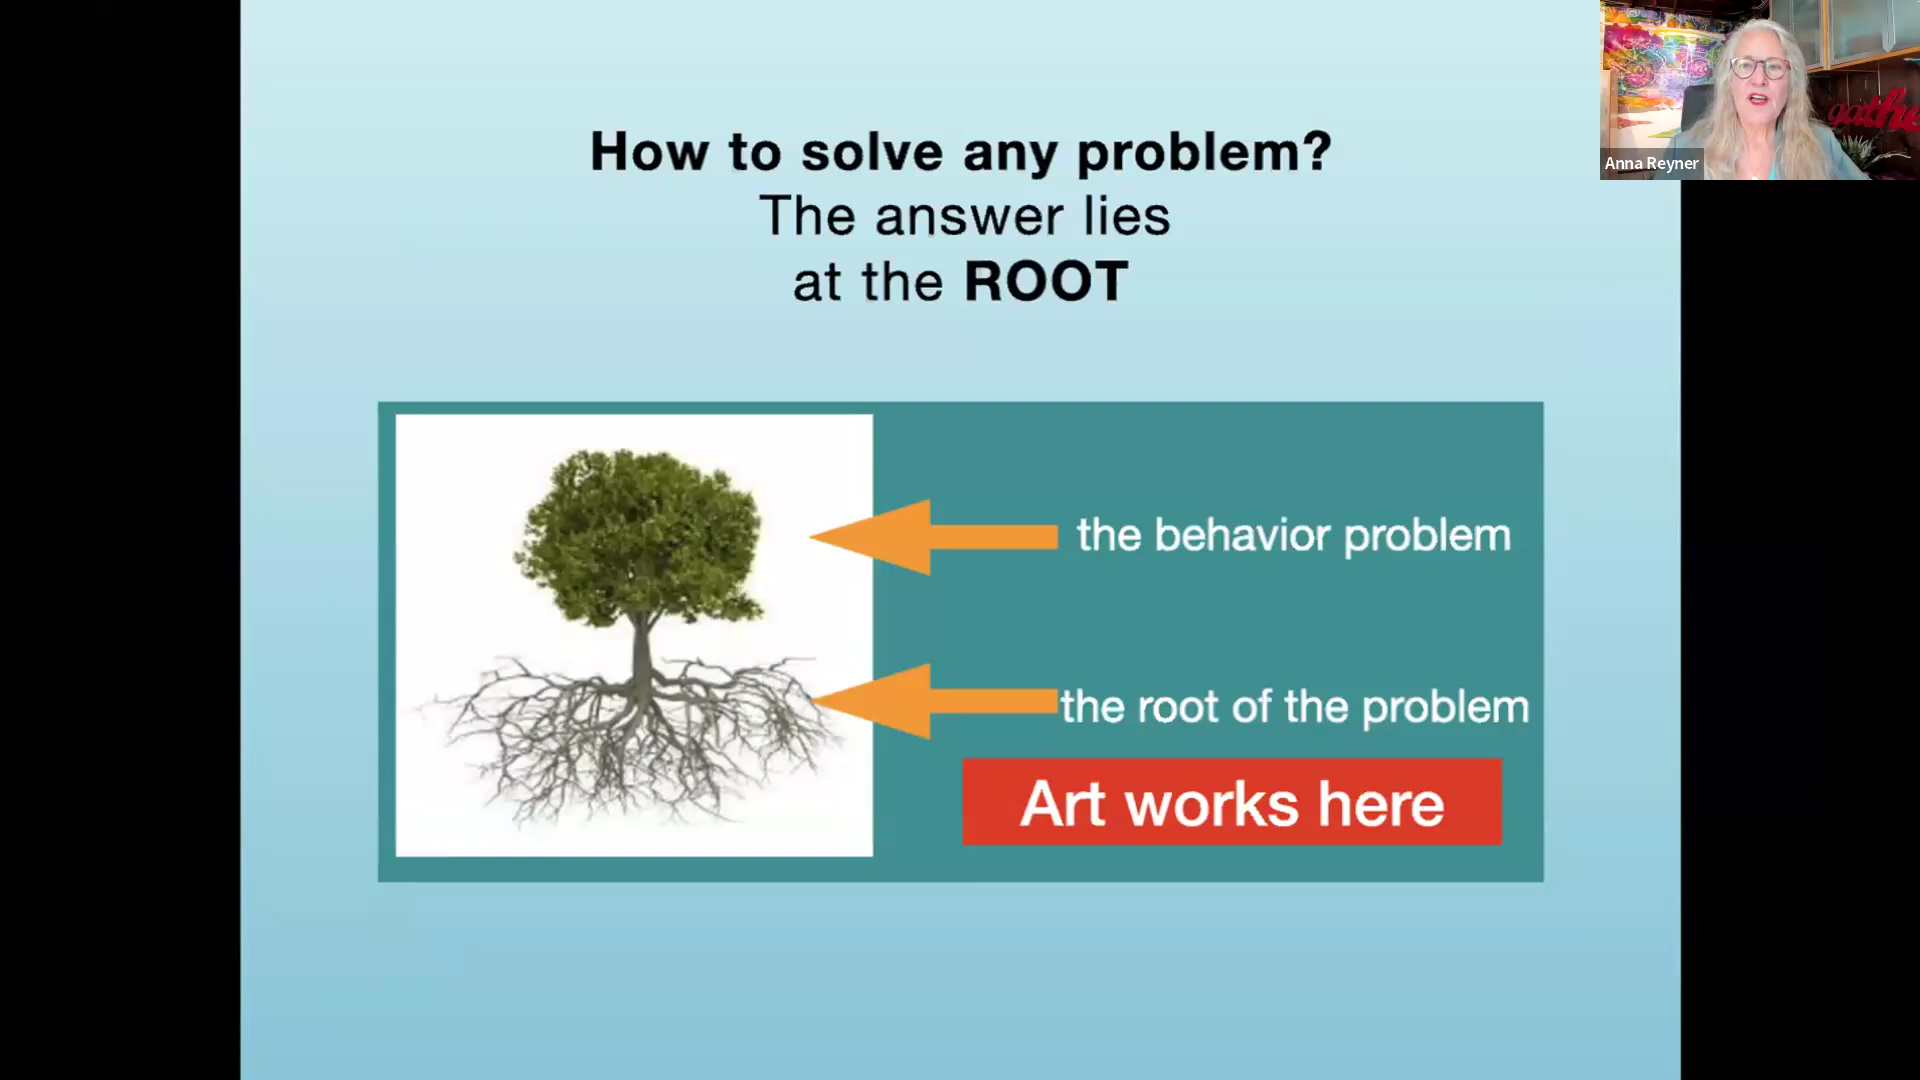 How to solve any problem?
The answer lies
at the ROOT
the behavior problem
the root of the problem
Art works here
Anna Reyner
gathe